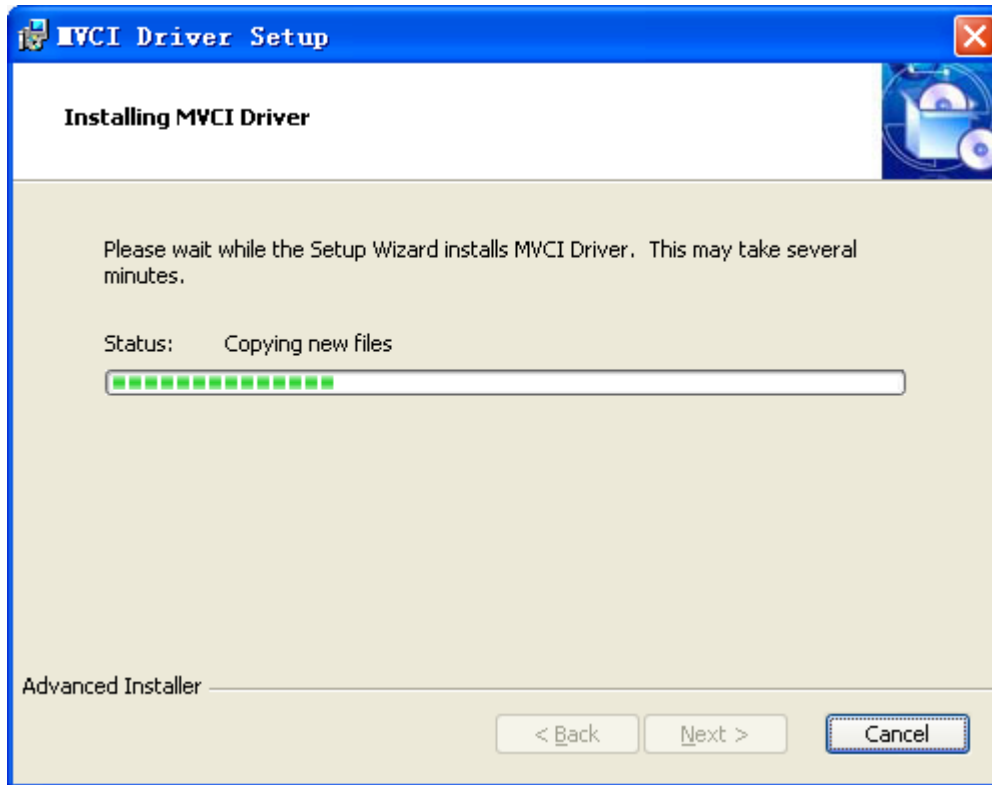 MVCI Driver Setup
Installing MVCI Driver
Please wait while the Setup Wizard installs MVCI Driver.  This may take several
minutes.
Status: Copying new files
Advanced Installer
< Back Next > Cancel